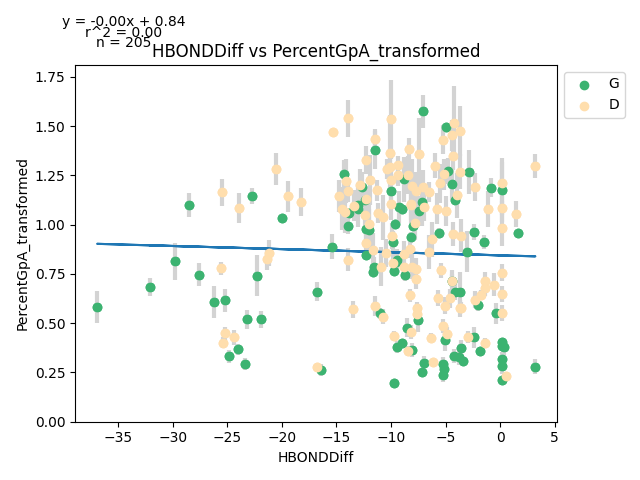 y = -0.00x + 0.84
r^2 = 0.00
n = 205
HBONDDiff vs PercentGpA_transformed
G
D
PercentGpA_transformed
1.75
1.50
1.25
1.00
0.75
0.50
0.25
0.00
−35
−30
−25
−20
−15
−10
−5
0
5
HBONDDiff